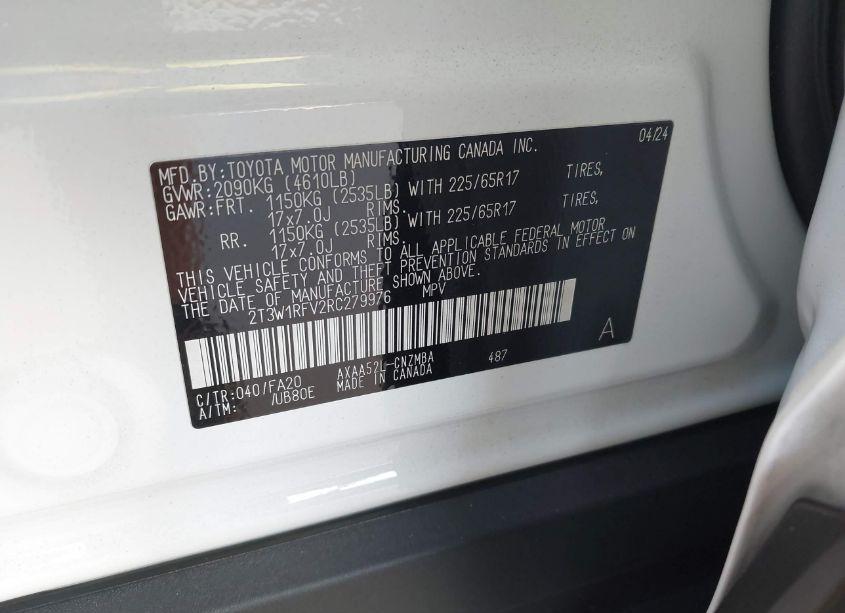 04/24
MFD. BY: TOYOTA MOTOR MANUFACTURING CANADA INC.
GVWR: 2090KG (4610LB)
GAWR: FRT. 1150KG (2535LB) WITH 225/65R17 TIRES,
17x7.0J RIMS.
RR. 1150KG (2535LB) WITH 225/65R17 TIRES,
17x7.0J RIMS.
THIS VEHICLE CONFORMS TO ALL APPLICABLE FEDERAL MOTOR
VEHICLE SAFETY AND THEFT PREVENTION STANDARDS IN EFFECT ON
THE DATE OF MANUFACTURE SHOWN ABOVE.
2T3W1RFV2RC279976 MPV
A
C/TR: 040/FA20 AXAA52L-CNZMBA 487
A/TM: /UB80E MADE IN CANADA